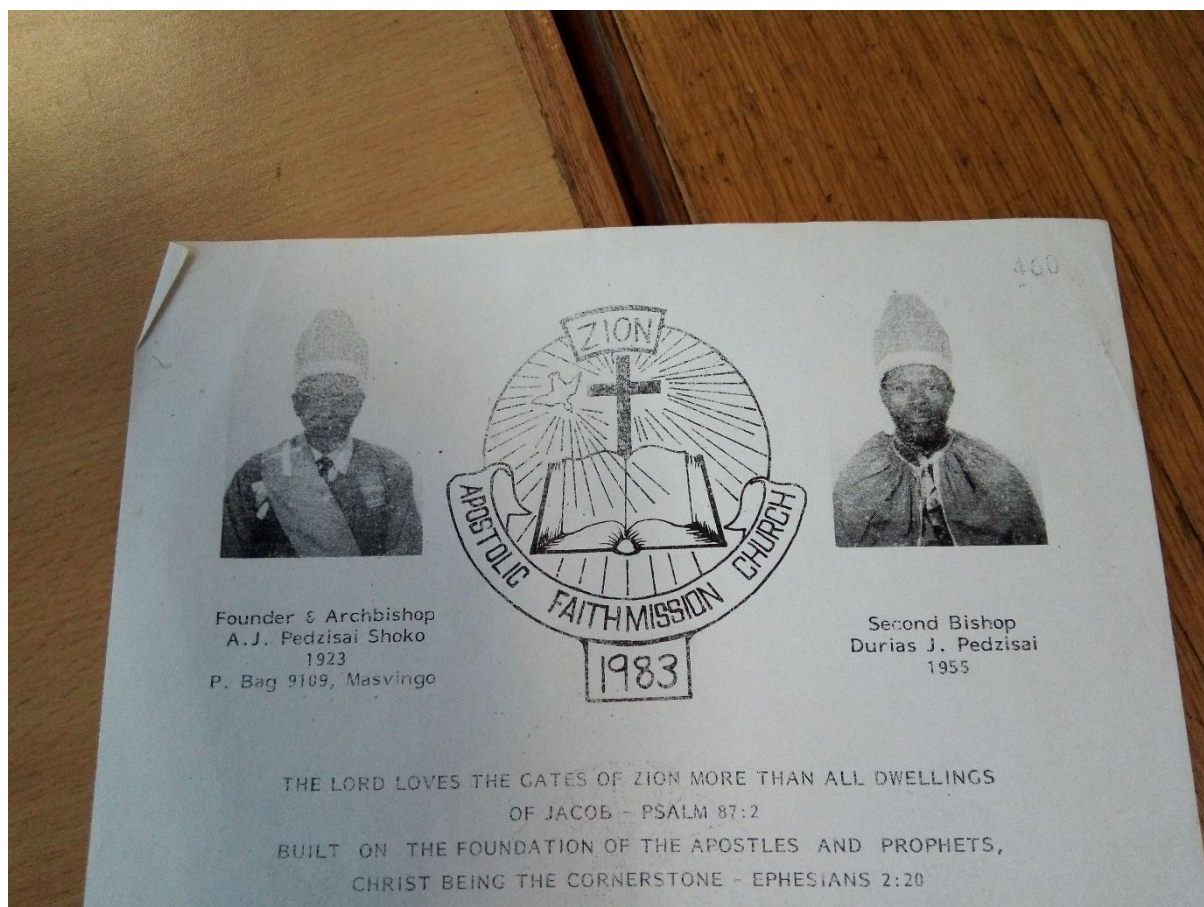 460
ZION
APOSTOLIC FAITH MISSION CHURCH
1983
Founder & Archbishop
A.J. Pedzisai Shoko
1923
P. Bag 9109, Masvingo
Second Bishop
Durias J. Pedzisai
1955
THE LORD LOVES THE GATES OF ZION MORE THAN ALL DWELLINGS
OF JACOB - PSALM 87:2
BUILT ON THE FOUNDATION OF THE APOSTLES AND PROPHETS,
CHRIST BEING THE CORNERSTONE - EPHESIANS 2:20